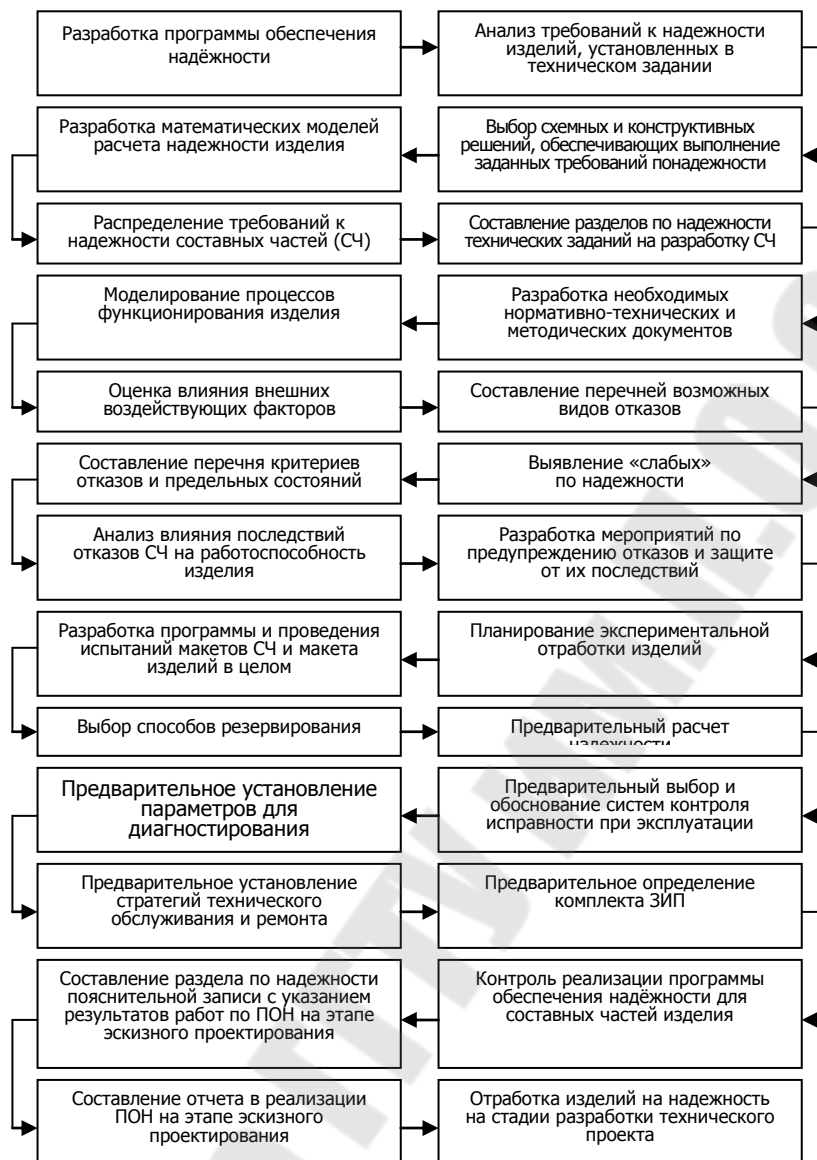 Разработка программы обеспечения
надёжности
Анализ требований к надежности
изделий, установленных в
техническом задании
Разработка математических моделей
расчета надежности изделия
Выбор схемных и конструктивных
решений, обеспечивающих выполнение
заданных требований понадежности
Распределение требований к
надежности составных частей (СЧ)
Составление разделов по надежности
технических заданий на разработку СЧ
Моделирование процессов
функционирования изделия
Разработка необходимых
нормативно-технических и
методических документов
Оценка влияния внешних
воздействующих факторов
Составление перечней возможных
видов отказов
Составление перечня критериев
отказов и предельных состояний
Выявление «слабых»
по надежности
Анализ влияния последствий
отказов СЧ на работоспособность
изделия
Разработка мероприятий по
предупреждению отказов и защите
от их последствий
Разработка программы и проведения
испытаний макетов СЧ и макета
изделий в целом
Планирование экспериментальной
отработки изделий
Выбор способов резервирования
Предварительный расчет
надежности
Предварительное установление
параметров для
диагностирования
Предварительный выбор и
обоснование систем контроля
исправности при эксплуатации
Предварительное установление
стратегий технического
обслуживания и ремонта
Предварительное определение
комплекта ЗИП
Составление раздела по надежности
пояснительной записи с указанием
результатов работ по ПОН на этапе
эскизного проектирования
Контроль реализации программы
обеспечения надёжности для
составных частей изделия
Составление отчета в реализации
ПОН на этапе эскизного
проектирования
Отработка изделий на надежность
на стадии разработки технического
проекта